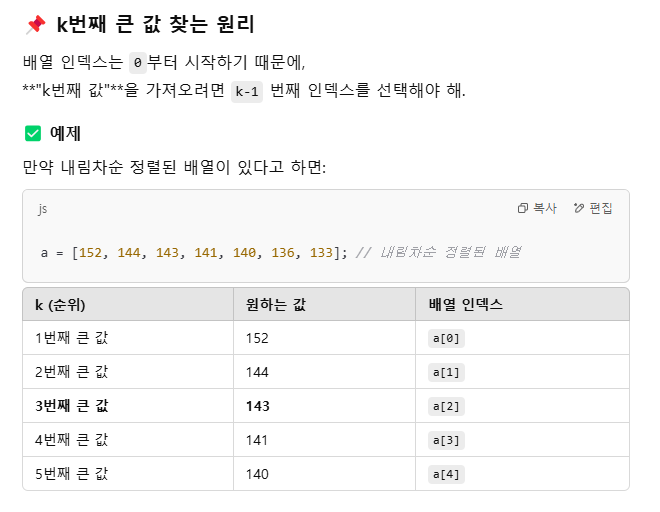 📌 k번째 큰 값 찾는 원리
배열 인덱스는 0부터 시작하기 때문에,
**"k번째 값"**을 가져오려면 k-1 번째 인덱스를 선택해야 해.
✅ 예제
만약 내림차순 정렬된 배열이 있다고 하면:
js 복사 편집
a = [152, 144, 143, 141, 140, 136, 133]; // 내림차순 정렬된 배열
k (순위) 원하는 값 배열 인덱스
1번째 큰 값 152 a[0]
2번째 큰 값 144 a[1]
3번째 큰 값 143 a[2]
4번째 큰 값 141 a[3]
5번째 큰 값 140 a[4]